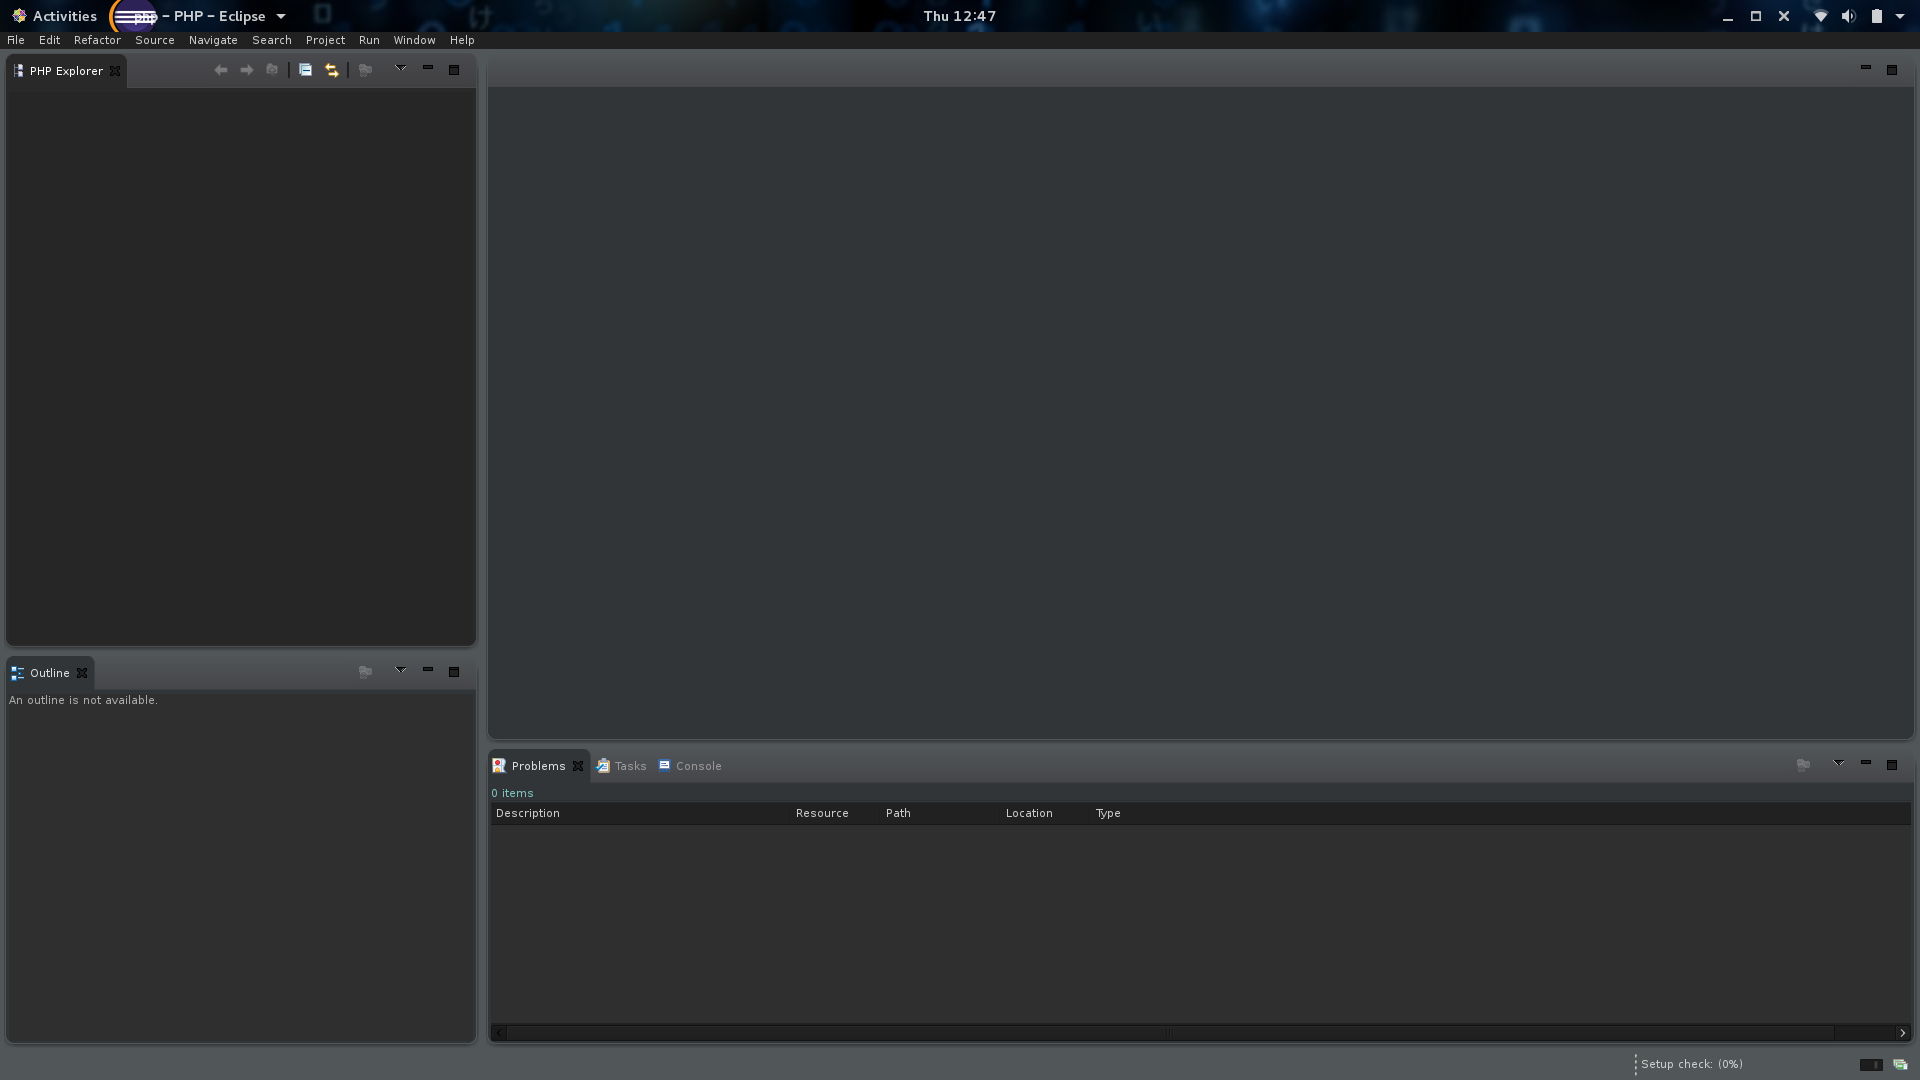 Activities php - PHP - Eclipse Thu 12:47
File Edit Refactor Source Navigate Search Project Run Window Help
PHP Explorer
Outline
An outline is not available.
Problems Tasks Console
0 items
Description Resource Path Location Type
Setup check: (0%)